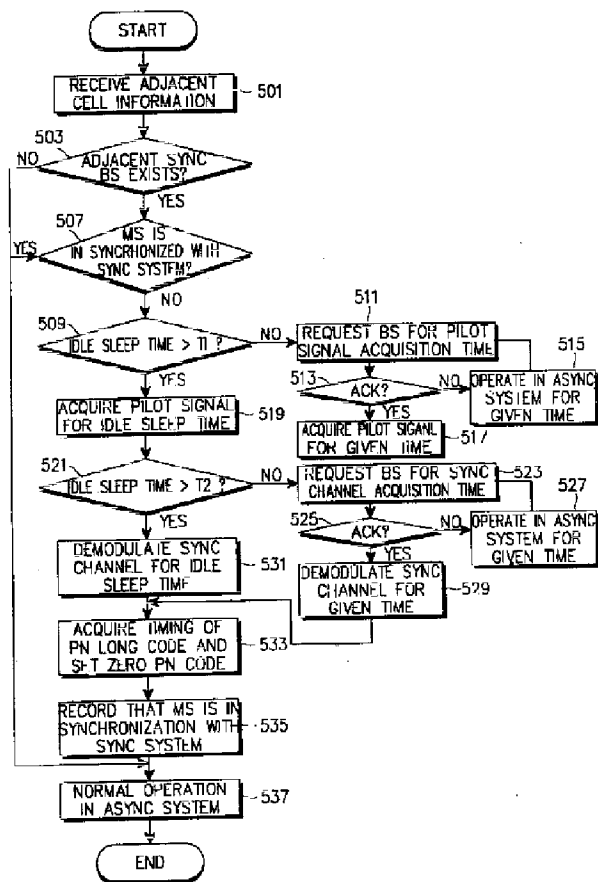 START
RECEIVE ADJACENT
CELL INFORMATION
501
503
NO
ADJACENT SYNC
BS EXISTS?
YES
507
YES
MS IS
IN SYNCRHONIZED WITH
SYNC SYSTEM?
NO
509
IDLE SLEEP TIME > T1 ?
NO
YES
511
REQUEST BS FOR PILOT
SIGNAL ACQUISITION TIME
513
ACK?
NO
YES
515
OPERATE IN ASYNC
SYSTEM FOR
GIVEN TIME
ACQUIRE PILOT SIGANL
FOR GIVEN TIME
517
ACQUIRE PILOT SIGNAL
FOR IDLE SLEEP TIME
519
521
IDLE SLEEP TIME > T2 ?
NO
YES
REQUEST BS FOR SYNC
CHANNEL ACQUISITION TIME
523
525
ACK?
NO
YES
527
OPERATE IN ASYNC
SYSTEM FOR
GIVEN TIME
DEMODULATE SYNC
CHANNEL FOR
GIVEN TIME
529
DEMODULATE SYNC
CHANNEL FOR IDLE
SLEEP TIME
531
ACQUIRE TIMING OF
PN LONG CODE AND
SET ZERO PN CODE
533
RECORD THAT MS IS IN
SYNCHRONIZATION WITH
SYNC SYSTEM
535
NORMAL OPERATION
IN ASYNC SYSTEM
537
END